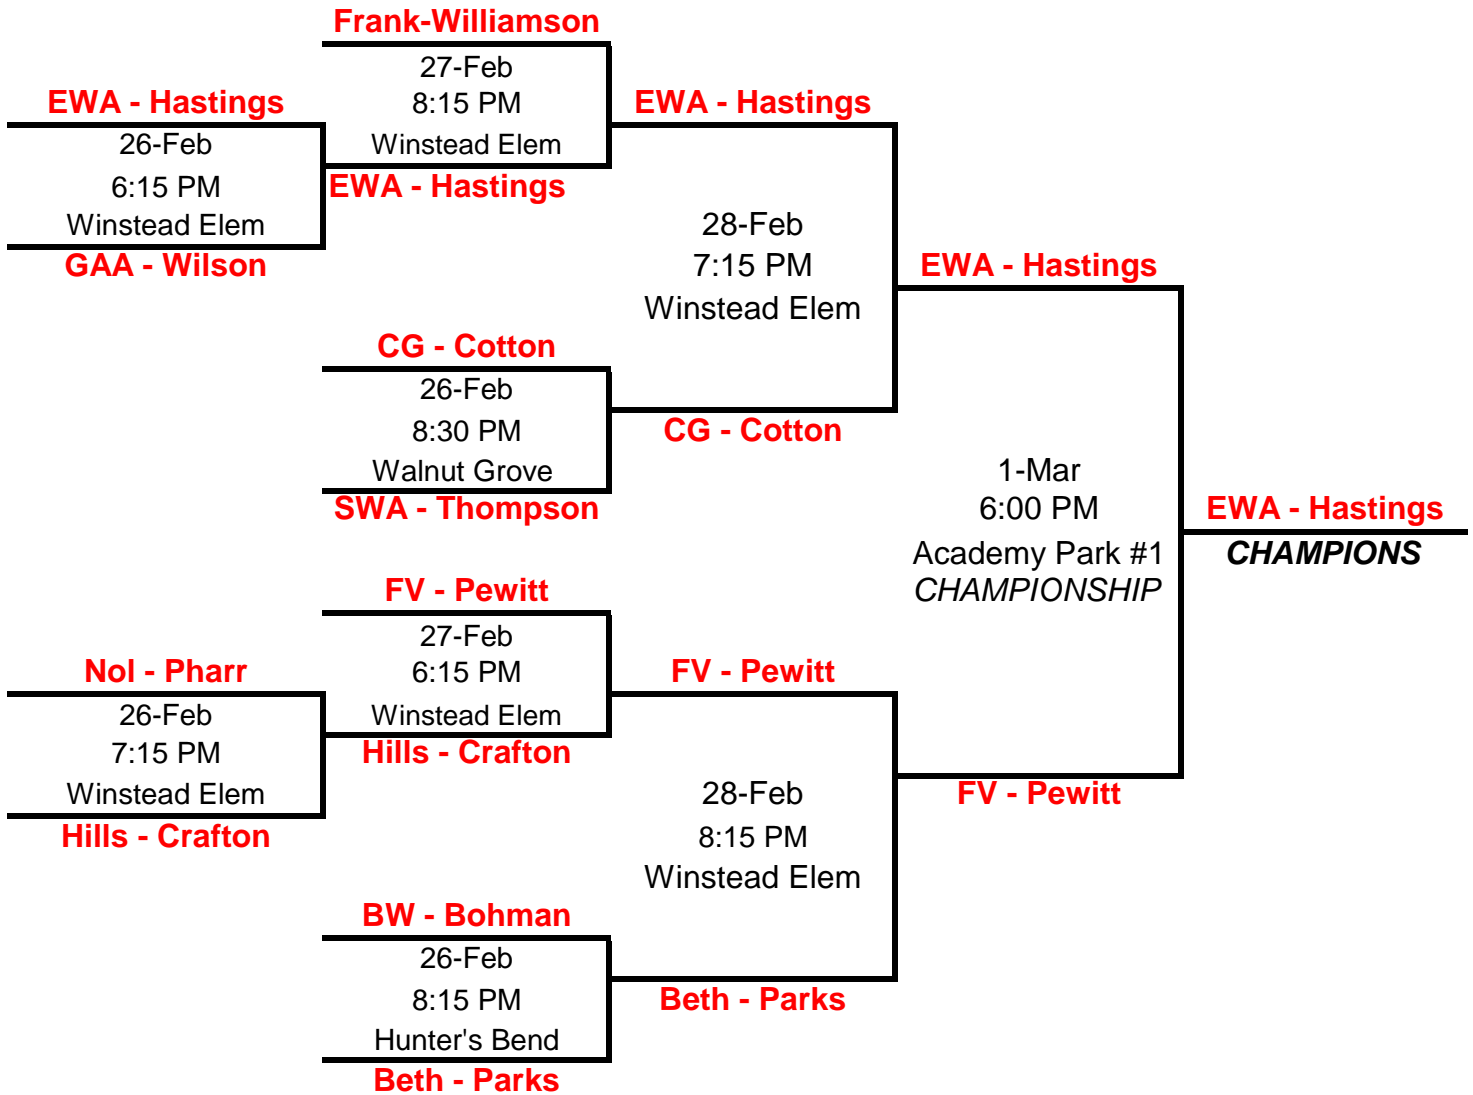 Frank-Williamson
27-Feb
8:15 PM
Winstead Elem
EWA - Hastings
26-Feb
6:15 PM
Winstead Elem
GAA - Wilson
EWA - Hastings
EWA - Hastings
28-Feb
7:15 PM
Winstead Elem
CG - Cotton
26-Feb
8:30 PM
Walnut Grove
SWA - Thompson
CG - Cotton
EWA - Hastings
1-Mar
6:00 PM
Academy Park #1
CHAMPIONSHIP
EWA - Hastings
CHAMPIONS
FV - Pewitt
27-Feb
6:15 PM
Winstead Elem
Nol - Pharr
26-Feb
7:15 PM
Winstead Elem
Hills - Crafton
Hills - Crafton
FV - Pewitt
28-Feb
8:15 PM
Winstead Elem
FV - Pewitt
BW - Bohman
26-Feb
8:15 PM
Hunter's Bend
Beth - Parks
Beth - Parks